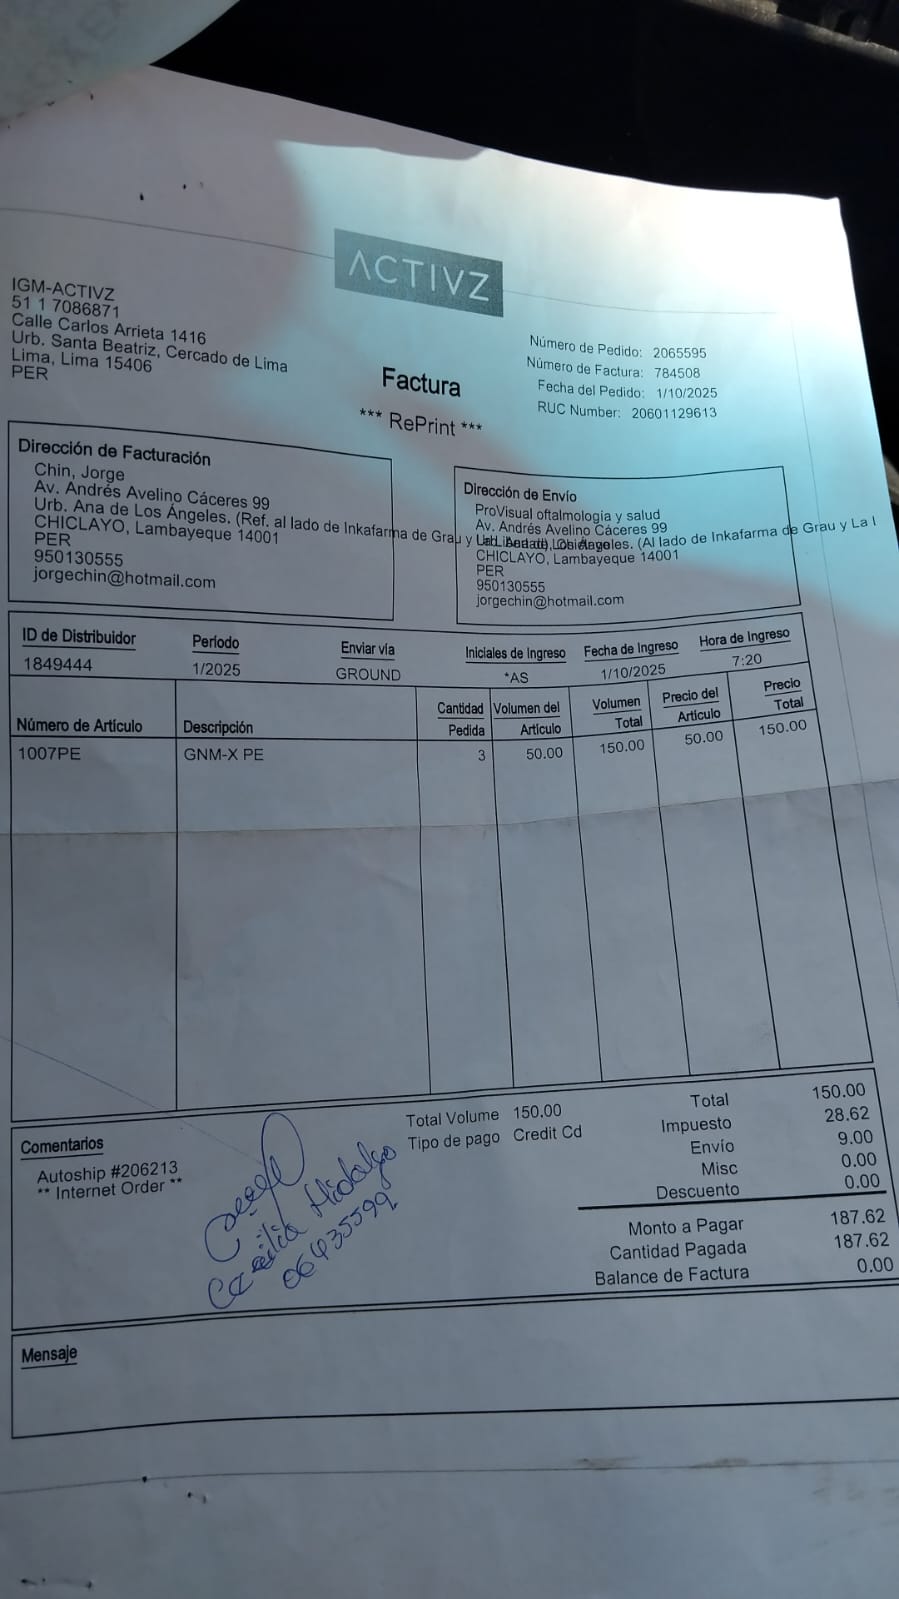 ACTIVZ
IGM-ACTIVZ
51 1 7086871
Calle Carlos Arrieta 1416
Urb. Santa Beatriz, Cercado de Lima
Lima, Lima 15406
PER
Factura
*** RePrint ***
Número de Pedido: 2065595
Número de Factura: 784508
Fecha del Pedido: 1/10/2025
RUC Number: 20601129613
Dirección de Facturación
Chin, Jorge
Av. Andrés Avelino Cáceres 99
Urb. Ana de Los Ángeles. (Ref. al lado de Inkafarma de Grau y La Libertad), Chiclayo
CHICLAYO, Lambayeque 14001
PER
950130555
jorgechin@hotmail.com
Dirección de Envío
ProVisual oftalmologia y salud
Av. Andrés Avelino Cáceres 99
Urb. Ana de Los Ángeles. (Al lado de Inkafarma de Grau y La l
CHICLAYO, Lambayeque 14001
PER
950130555
jorgechin@hotmail.com
ID de Distribuidor Período Enviar vía Iniciales de Ingreso Fecha de Ingreso Hora de Ingreso
1849444 1/2025 GROUND *AS 1/10/2025 7:20
Número de Artículo Descripción Cantidad Pedida Volumen del Artículo Volumen Total Precio del Artículo Precio Total
1007PE GNM-X PE 3 50.00 150.00 50.00 150.00
Comentarios
Autoship #206213
** Internet Order **
Cecilia Hidalgo
06435599
Total Volume 150.00
Tipo de pago Credit Cd
Total 150.00
Impuesto 28.62
Envío 9.00
Misc 0.00
Descuento 0.00
Monto a Pagar 187.62
Cantidad Pagada 187.62
Balance de Factura 0.00
Mensaje